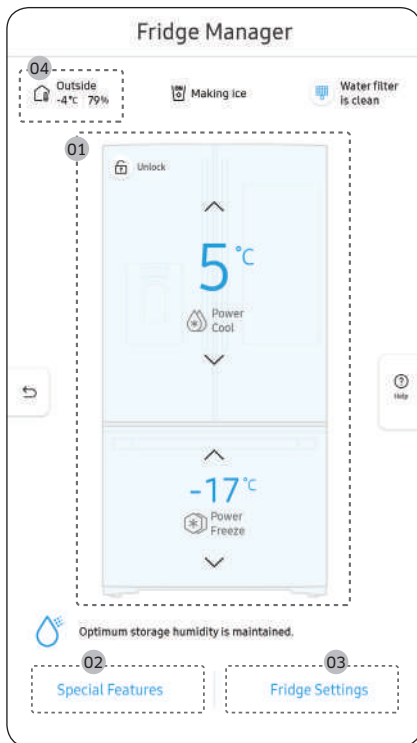 Fridge Manager
04
Outside
-4°C 79%
Making ice
Water filter
is clean
01
Unlock
5°C
Power
Cool
Help
-17°C
Power
Freeze
Optimum storage humidity is maintained.
02
03
Special Features
Fridge Settings